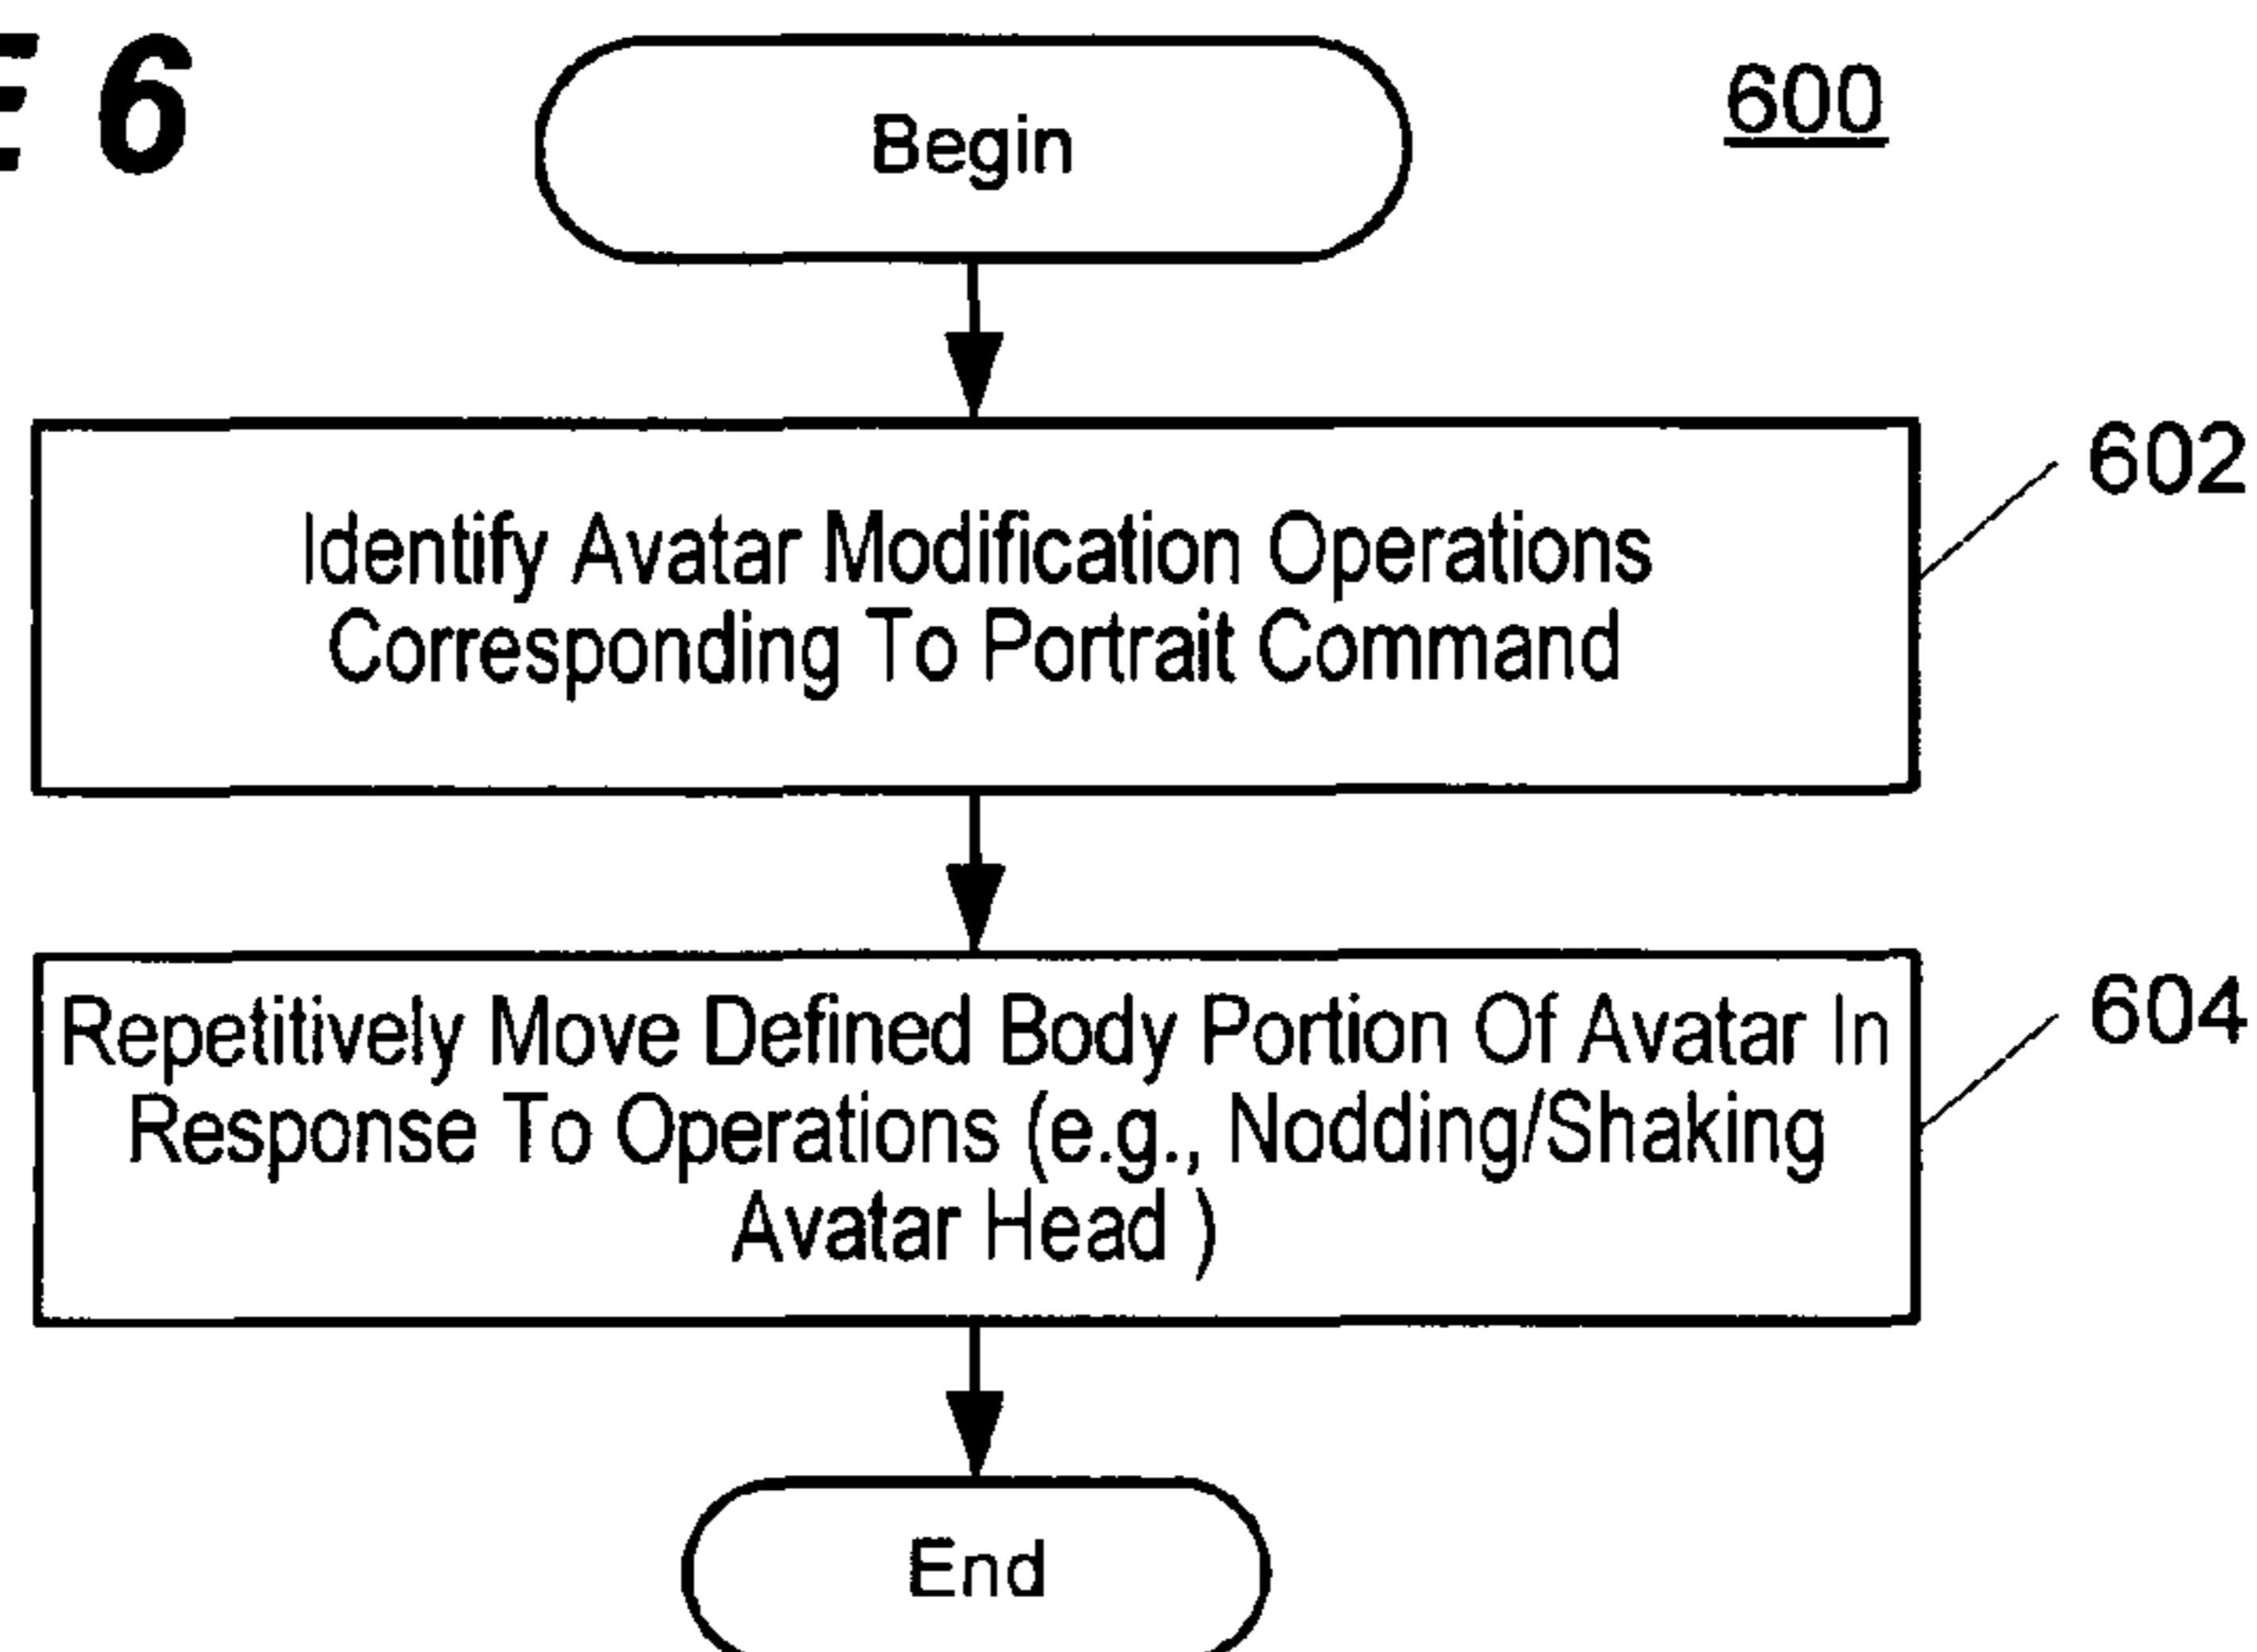 E 6
Begin
600
Identify Avatar Modification Operations
Corresponding To Portrait Command
602
Repetitively Move Defined Body Portion Of Avatar In
Response To Operations (e.g., Nodding/Shaking
Avatar Head )
604
End